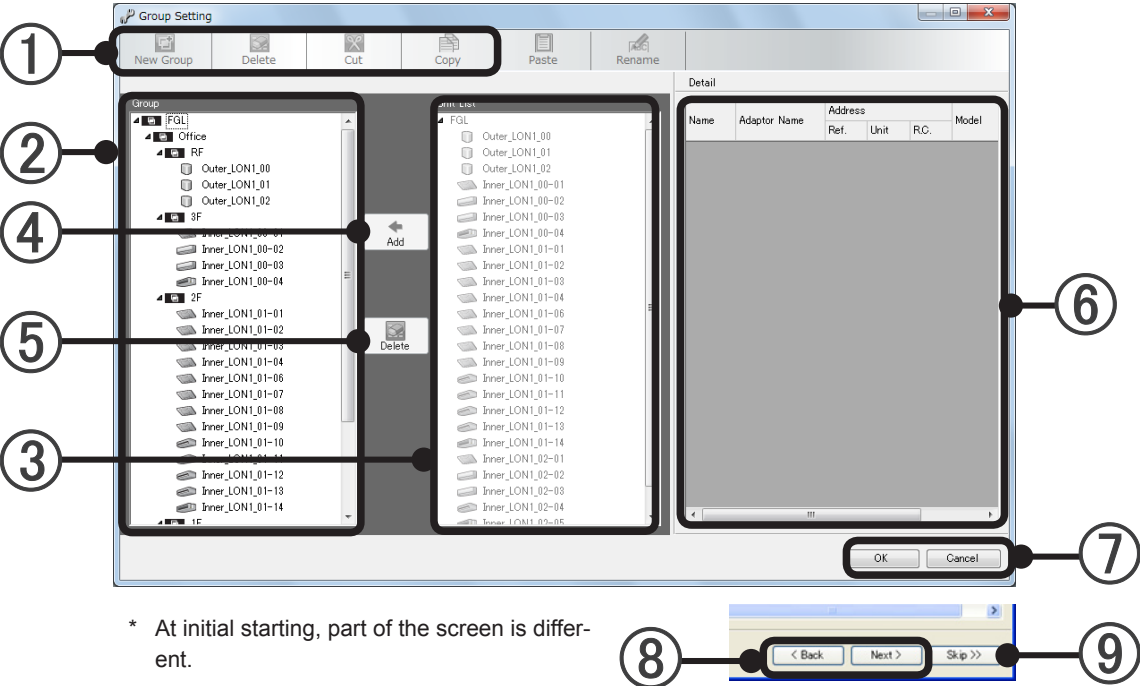 Group Setting
① New Group Delete Cut Copy Paste Rename
Detail
Group
FGL
② Office
RF
Outer_LON1_00
Outer_LON1_01
Outer_LON1_02
④ 3F
Inner_LON1_00-02
Inner_LON1_00-03
Inner_LON1_00-04
2F
Inner_LON1_01-01
⑤ Inner_LON1_01-02
Inner_LON1_01-03
Inner_LON1_01-04
Inner_LON1_01-06
Inner_LON1_01-07
Inner_LON1_01-08
Inner_LON1_01-09
Inner_LON1_01-10
③
Inner_LON1_01-12
Inner_LON1_01-13
Inner_LON1_01-14
1F
Add
Delete
Unit List
FGL
Outer_LON1_00
Outer_LON1_01
Outer_LON1_02
Inner_LON1_00-01
Inner_LON1_00-02
Inner_LON1_00-03
Inner_LON1_00-04
Inner_LON1_01-01
Inner_LON1_01-02
Inner_LON1_01-03
Inner_LON1_01-04
Inner_LON1_01-06
Inner_LON1_01-07
Inner_LON1_01-08
Inner_LON1_01-09
Inner_LON1_01-10
Inner_LON1_01-11
Inner_LON1_01-12
Inner_LON1_01-13
Inner_LON1_01-14
Inner_LON1_02-01
Inner_LON1_02-02
Inner_LON1_02-03
Inner_LON1_02-04
Inner_LON1_02-05
Name Adaptor Name Address Model
Ref. Unit R.C.
⑥
OK Cancel ⑦
* At initial starting, part of the screen is differ-
ent.
⑧ < Back Next > Skip >> ⑨